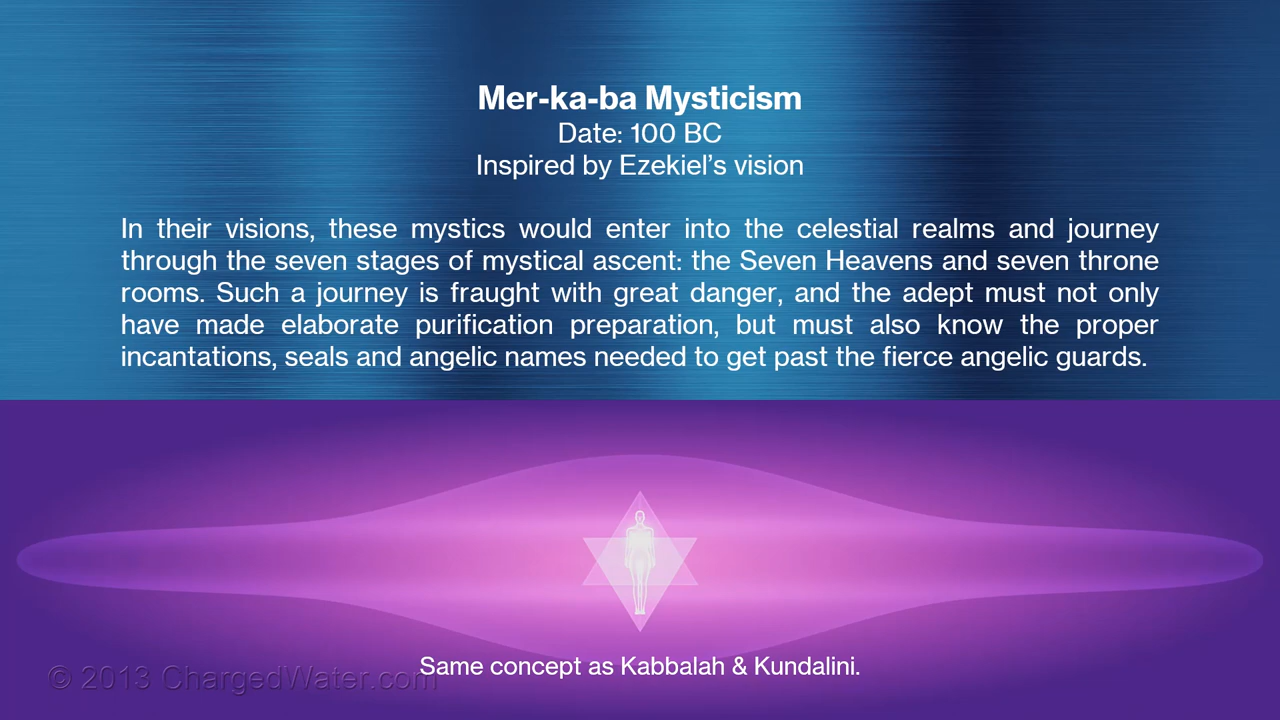 Mer-ka-ba Mysticism
Date: 100 BC
Inspired by Ezekiel's vision
In their visions, these mystics would enter into the celestial realms and journey
through the seven stages of mystical ascent: the Seven Heavens and seven throne
rooms. Such a journey is fraught with great danger, and the adept must not only
have made elaborate purification preparation, but must also know the proper
incantations, seals and angelic names needed to get past the fierce angelic guards.
Same concept as Kabbalah & Kundalini.
© 2013 ChargedWater.com